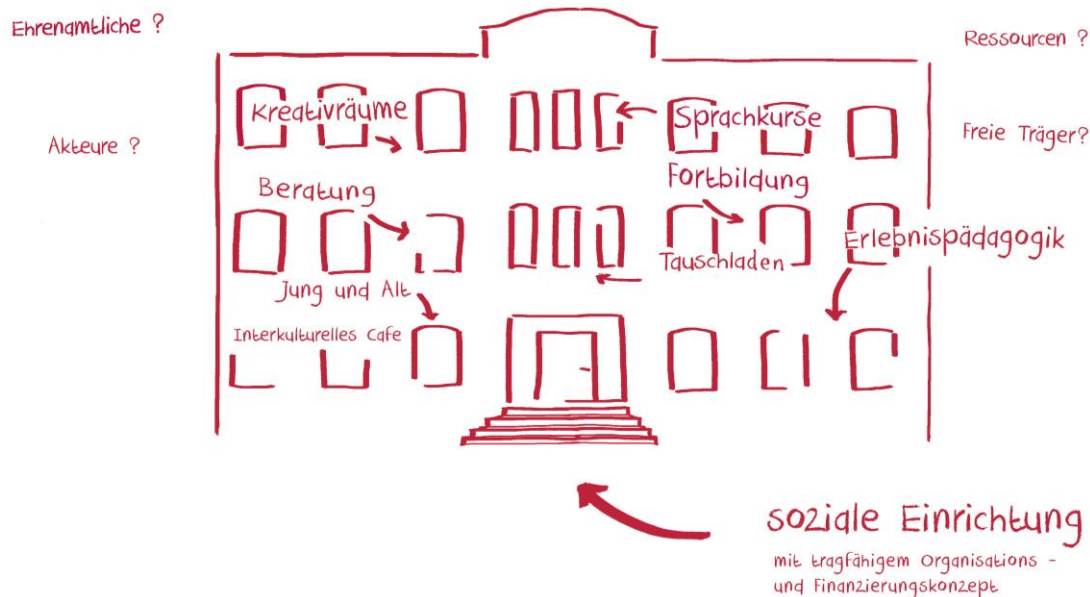 Ehrenamtliche ?
Ressourcen ?
Kreativräume
Sprachkurse
Akteure ?
Freie Träger?
Beratung
Fortbildung
Erlebnispädagogik
Tauschladen
Jung und Alt
Interkulturelles Cafe
soziale Einrichtung
mit tragfähigem Organisations -
und Finanzierungskonzept